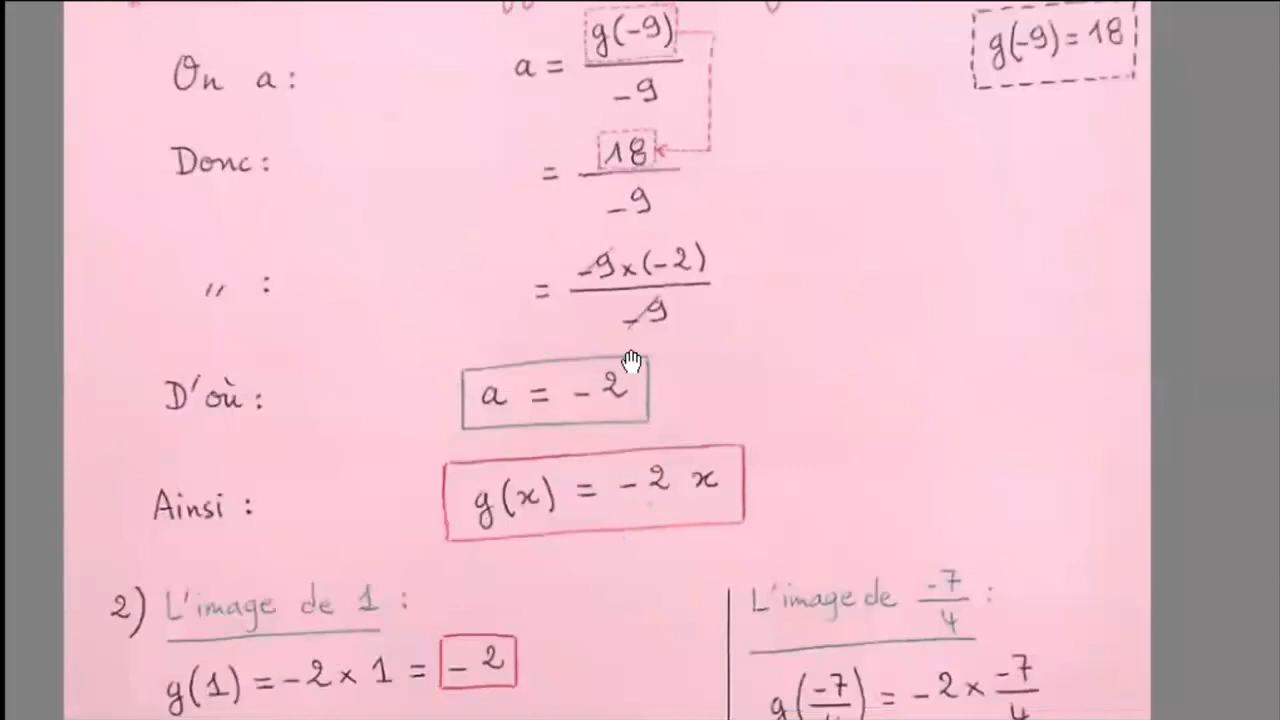 On a : a = g(-9) / -9
g(-9) = 18
Donc : = 18 / -9
,, : = -9 x (-2) / -9
D'où : a = - 2
Ainsi : g(x) = - 2 x
2) L'image de 1 :
g(1) = -2 x 1 = - 2
L'image de -7/4 :
g(-7/4) = -2 x -7/4